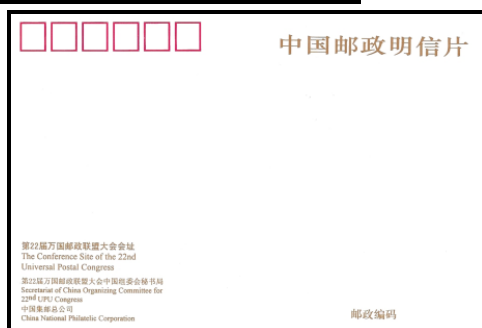 中国邮政明信片
第22届万国邮政联盟大会会址
The Conference Site of the 22nd
Universal Postal Congress
第22届万国邮政联盟大会中国组委会秘书局
Secretariat of China Organizing Committee for
22nd UPU Congress
中国集邮总公司
China National Philatelic Corporation
邮政编码